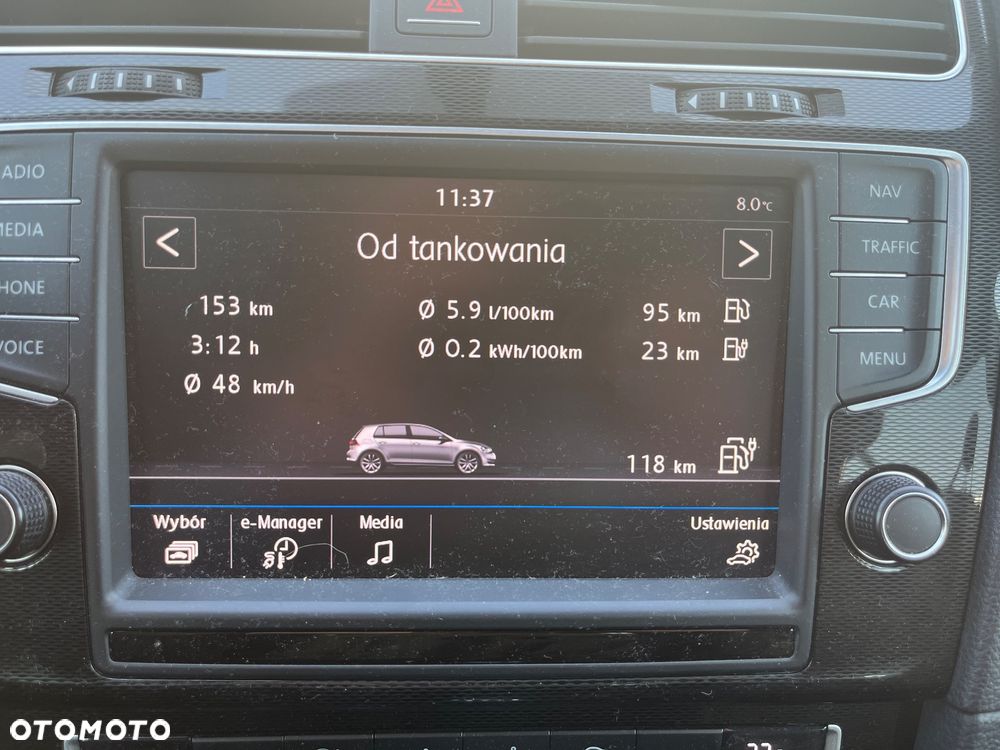 11:37
8.0°C
< Od tankowania >
153 km Ø 5.9 l/100km 95 km
3:12 h Ø 0.2 kWh/100km 23 km
Ø 48 km/h
118 km
Wybór e-Manager Media Ustawienia
ADIO
MEDIA
HONE
VOICE
NAV
TRAFFIC
CAR
MENU
OTOMOTO